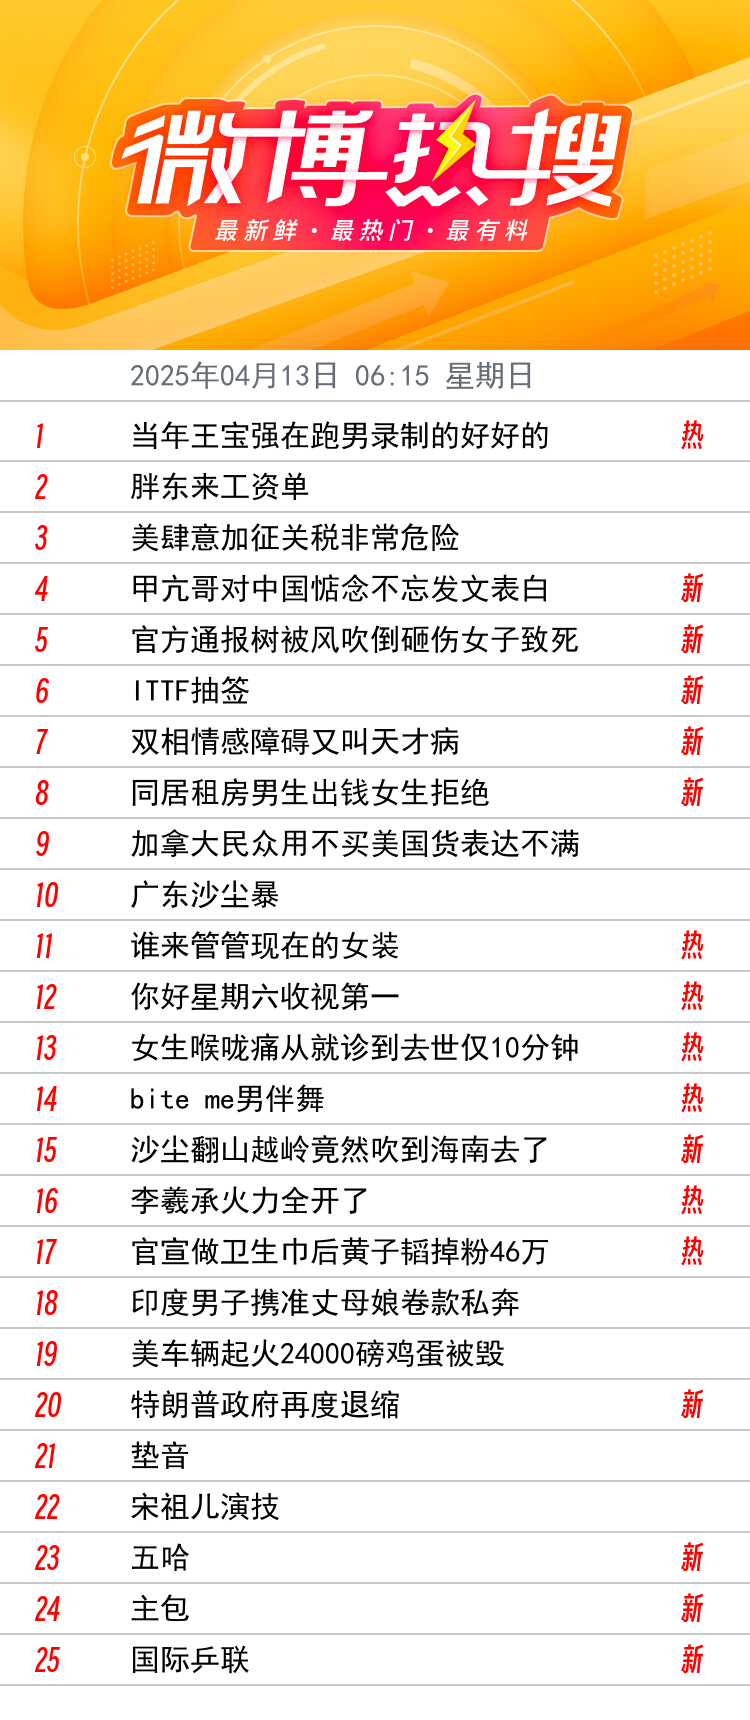 微博热搜
最新鲜·最热门·最有料
2025年04月13日 06:15 星期日
1 当年王宝强在跑男录制的好好的 热
2 胖东来工资单
3 美肆意加征关税非常危险
4 甲亢哥对中国惦念不忘发文表白 新
5 官方通报树被风吹倒砸伤女子致死 新
6 ITTF抽签 新
7 双相情感障碍又叫天才病 新
8 同居租房男生出钱女生拒绝 新
9 加拿大民众用不买美国货表达不满
10 广东沙尘暴
11 谁来管管现在的女装 热
12 你好星期六收视第一 热
13 女生喉咙痛从就诊到去世仅10分钟 热
14 bite me男伴舞 热
15 沙尘翻山越岭竟然吹到海南去了 新
16 李羲承火力全开了 热
17 官宣做卫生巾后黄子韬掉粉46万 热
18 印度男子携准丈母娘卷款私奔
19 美车辆起火24000磅鸡蛋被毁
20 特朗普政府再度退缩 新
21 垫音
22 宋祖儿演技
23 五哈 新
24 主包 新
25 国际乒联 新